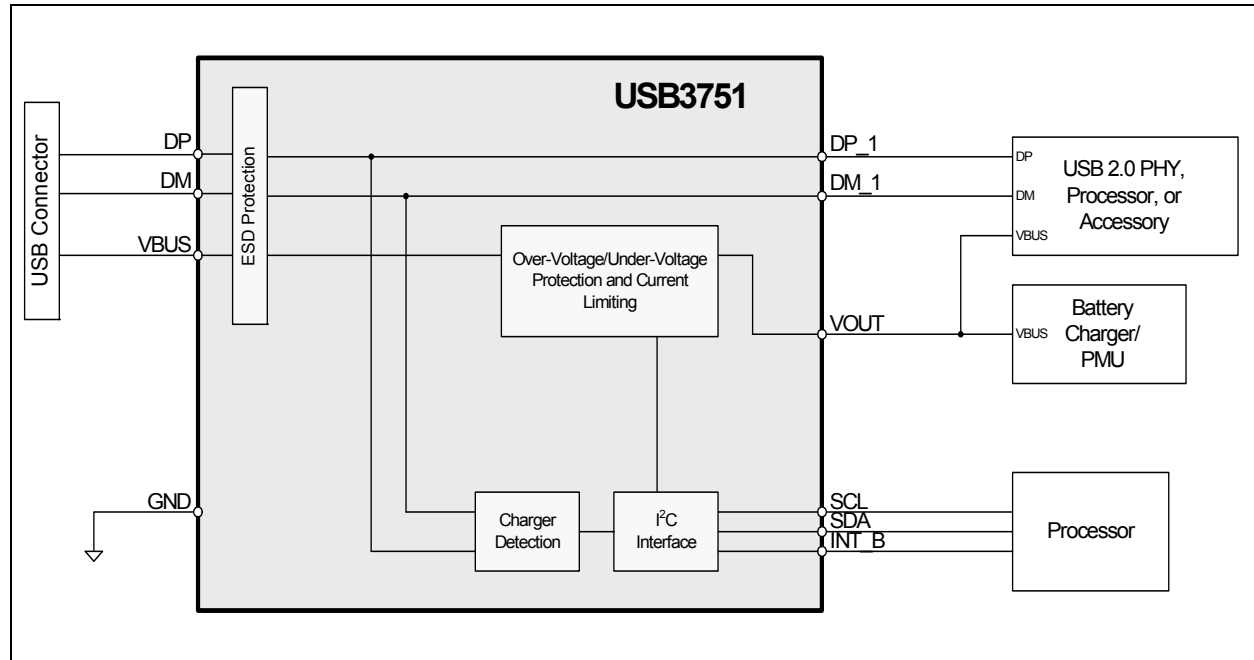 USB3751
USB Connector
DP
DM
VBUS
GND
ESD Protection
Over-Voltage/Under-Voltage
Protection and Current
Limiting
Charger
Detection
I²C
Interface
DP_1
DM_1
VOUT
SCL
SDA
INT_B
DP
DM
VBUS
USB 2.0 PHY,
Processor, or
Accessory
VBUS
Battery
Charger/
PMU
Processor